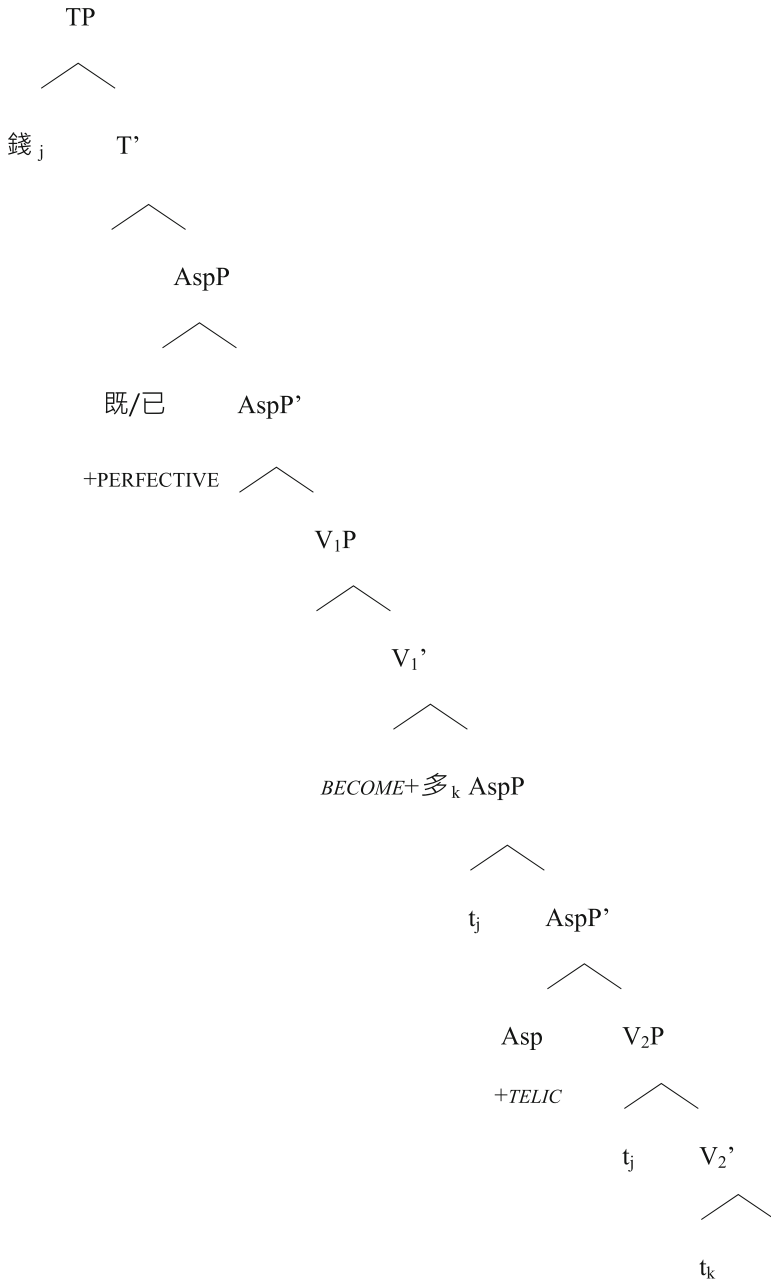 TP
錢 j T’
AspP
既/已 AspP’
+PERFECTIVE
V1P
V1’
BECOME+多 k AspP
tj AspP’
Asp V2P
+TELIC
tj V2’
tk